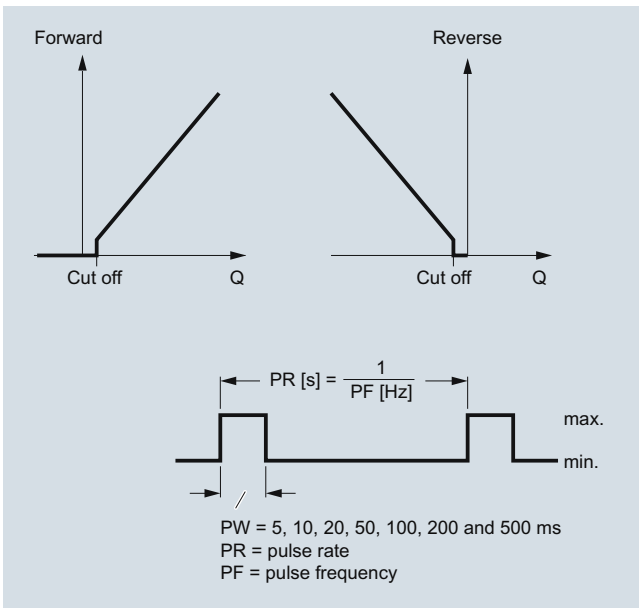 Forward
Reverse
Cut off
Q
Cut off
Q
PR [s] = 1 / PF [Hz]
max.
min.
PW = 5, 10, 20, 50, 100, 200 and 500 ms
PR = pulse rate
PF = pulse frequency